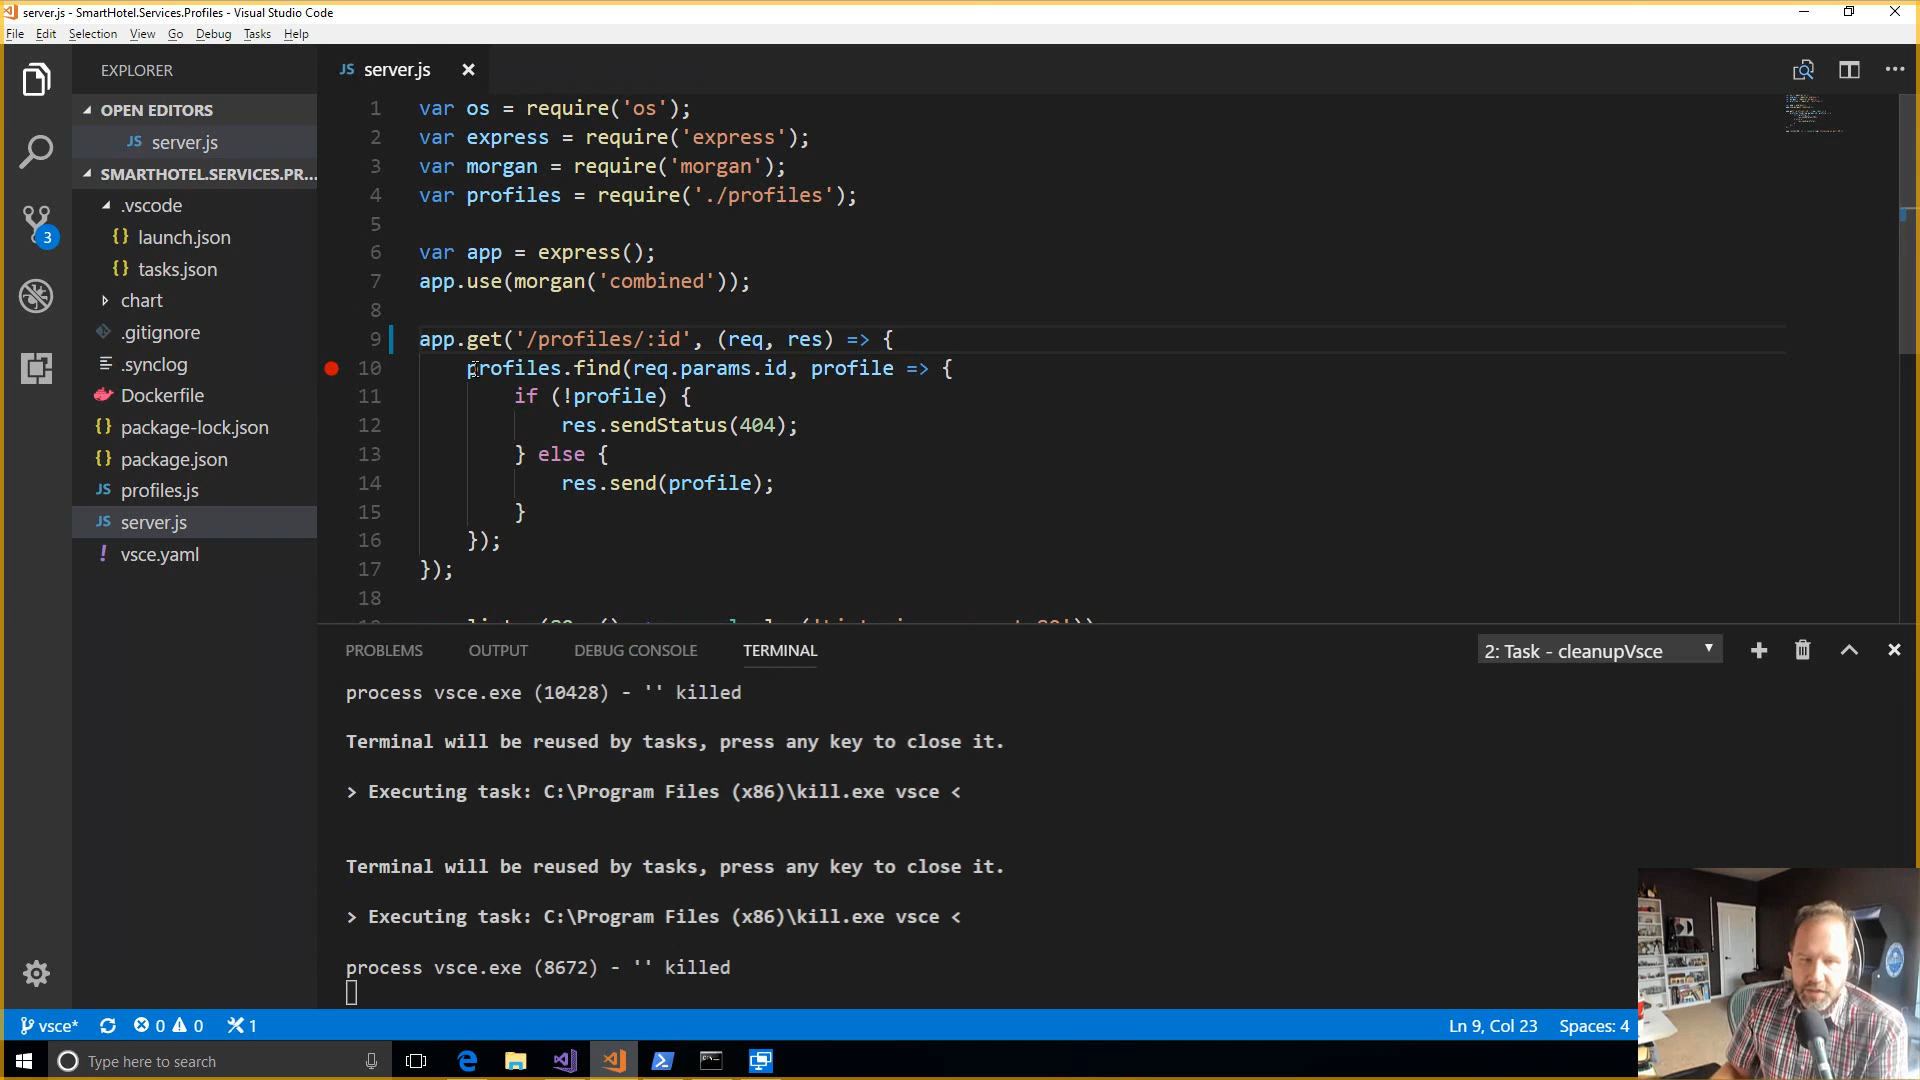 server.js - SmartHotel.Services.Profiles - Visual Studio Code
File Edit Selection View Go Debug Tasks Help
EXPLORER
OPEN EDITORS
JS server.js
SMARTHOTEL.SERVICES.PR...
.vscode
{} launch.json
{} tasks.json
chart
.gitignore
.synclog
Dockerfile
{} package-lock.json
{} package.json
JS profiles.js
JS server.js
! vsce.yaml
3
JS server.js
1 var os = require('os');
2 var express = require('express');
3 var morgan = require('morgan');
4 var profiles = require('./profiles');
5
6 var app = express();
7 app.use(morgan('combined'));
8
9 app.get('/profiles/:id', (req, res) => {
10 profiles.find(req.params.id, profile => {
11 if (!profile) {
12 res.sendStatus(404);
13 } else {
14 res.send(profile);
15 }
16 });
17 });
18
PROBLEMS OUTPUT DEBUG CONSOLE TERMINAL
2: Task - cleanupVsce
process vsce.exe (10428) - '' killed
Terminal will be reused by tasks, press any key to close it.
> Executing task: C:\Program Files (x86)\kill.exe vsce <
Terminal will be reused by tasks, press any key to close it.
> Executing task: C:\Program Files (x86)\kill.exe vsce <
process vsce.exe (8672) - '' killed
vsce* 0 0 1
Ln 9, Col 23 Spaces: 4
Type here to search